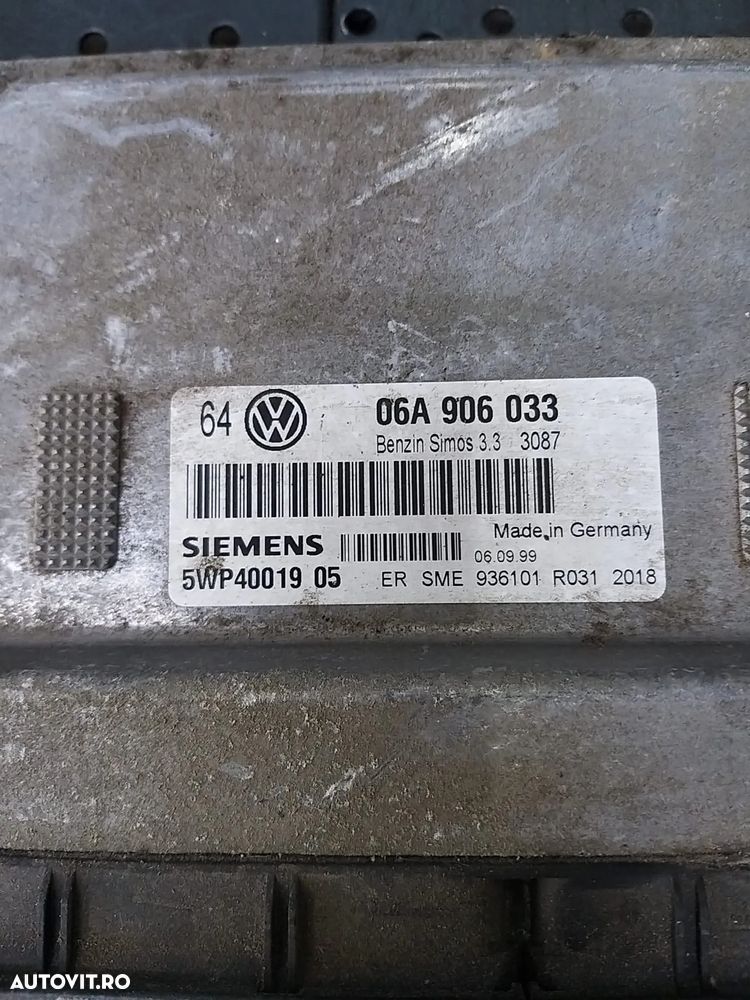 64 VW 06A 906 033
Benzin Simos 3.3 3087
Made in Germany
SIEMENS 06.09.99
5WP40019 05 ER SME 936101 R031 2018
AUTOVIT.RO